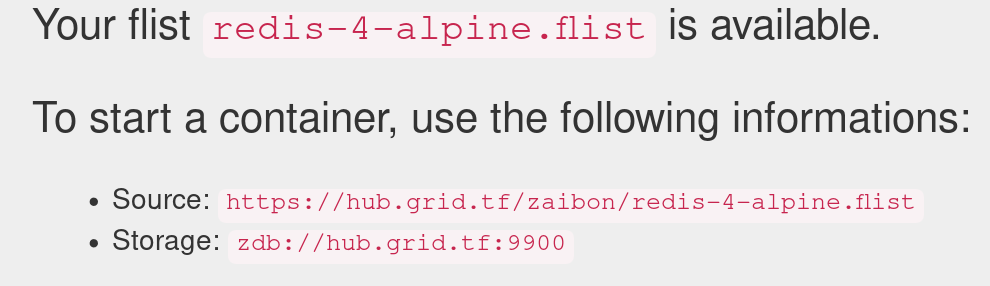 Your flist redis-4-alpine.flist is available.
To start a container, use the following informations:
• Source: https://hub.grid.tf/zaibon/redis-4-alpine.flist
• Storage: zdb://hub.grid.tf:9900